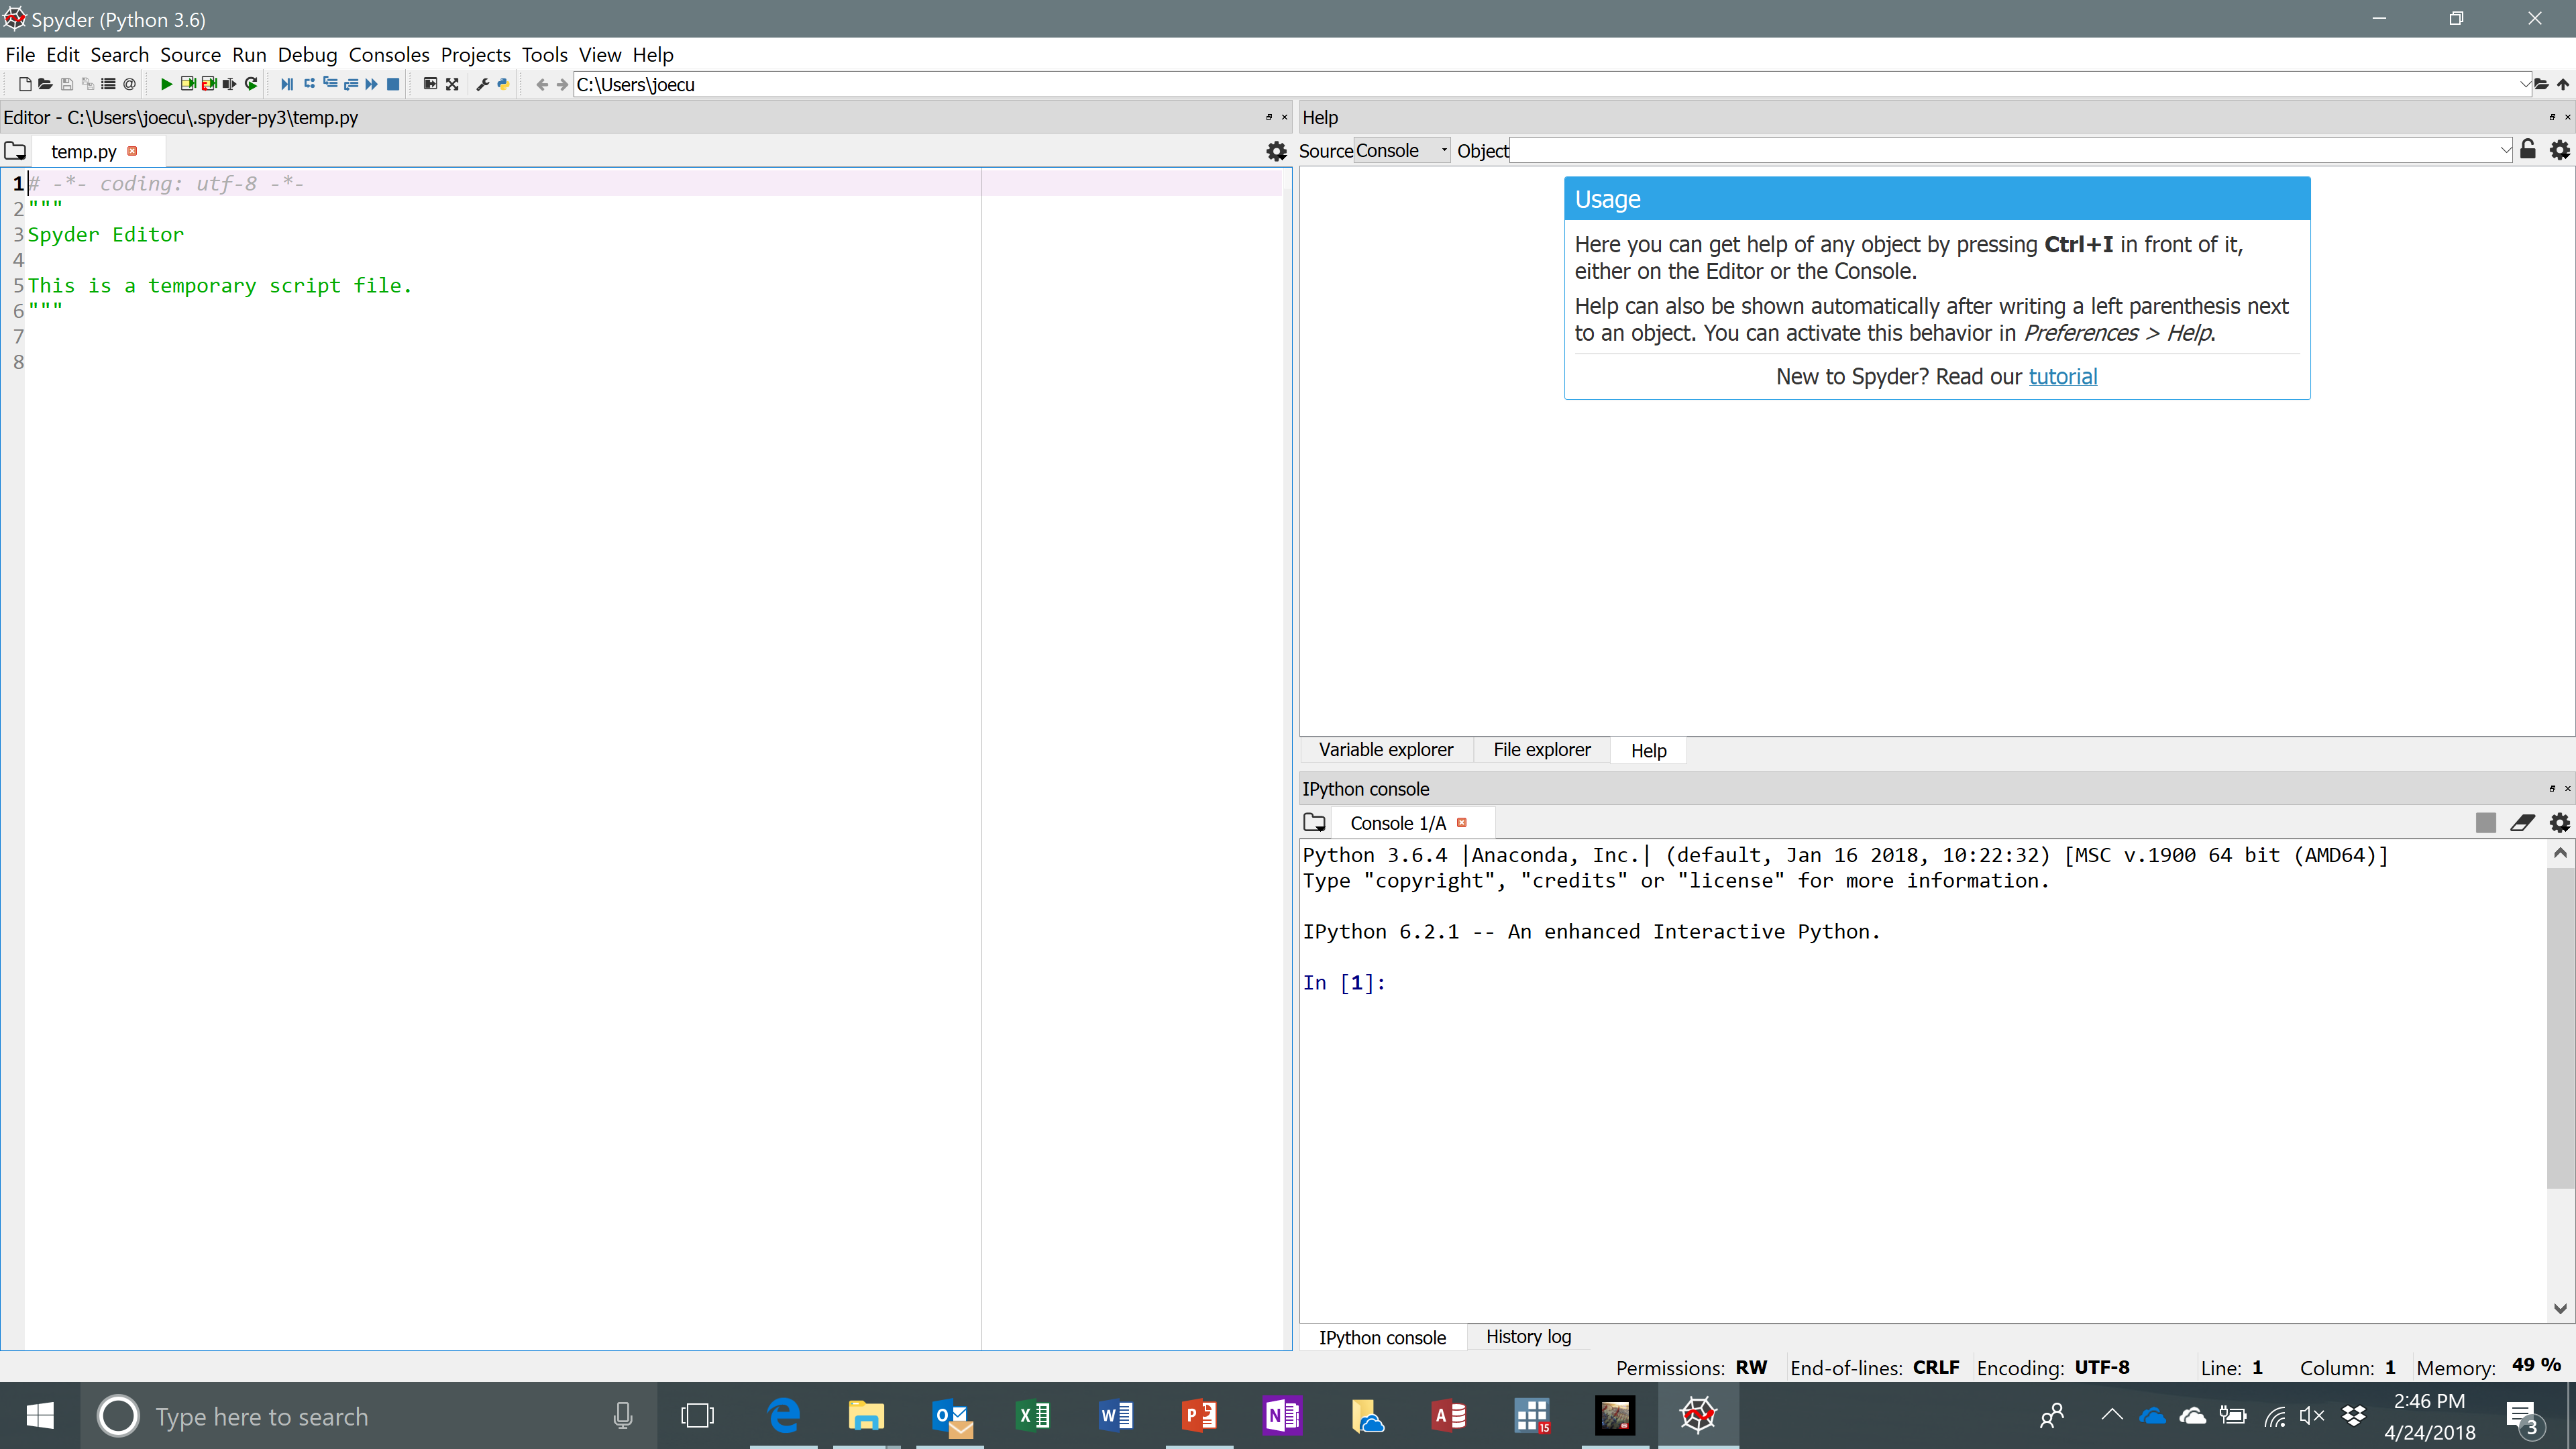 Spyder (Python 3.6)
File Edit Search Source Run Debug Consoles Projects Tools View Help
C:\Users\joecu
Editor - C:\Users\joecu\.spyder-py3\temp.py
temp.py
1 # -*- coding: utf-8 -*-
2 """
3 Spyder Editor
4
5 This is a temporary script file.
6 """
7
8
Help
Source Console Object
Usage
Here you can get help of any object by pressing Ctrl+I in front of it,
either on the Editor or the Console.
Help can also be shown automatically after writing a left parenthesis next
to an object. You can activate this behavior in Preferences > Help.
New to Spyder? Read our tutorial
Variable explorer File explorer Help
IPython console
Console 1/A
Python 3.6.4 |Anaconda, Inc.| (default, Jan 16 2018, 10:22:32) [MSC v.1900 64 bit (AMD64)]
Type "copyright", "credits" or "license" for more information.
IPython 6.2.1 -- An enhanced Interactive Python.
In [1]:
IPython console History log
Permissions: RW End-of-lines: CRLF Encoding: UTF-8 Line: 1 Column: 1 Memory: 49 %
Type here to search
15
2:46 PM
4/24/2018
3